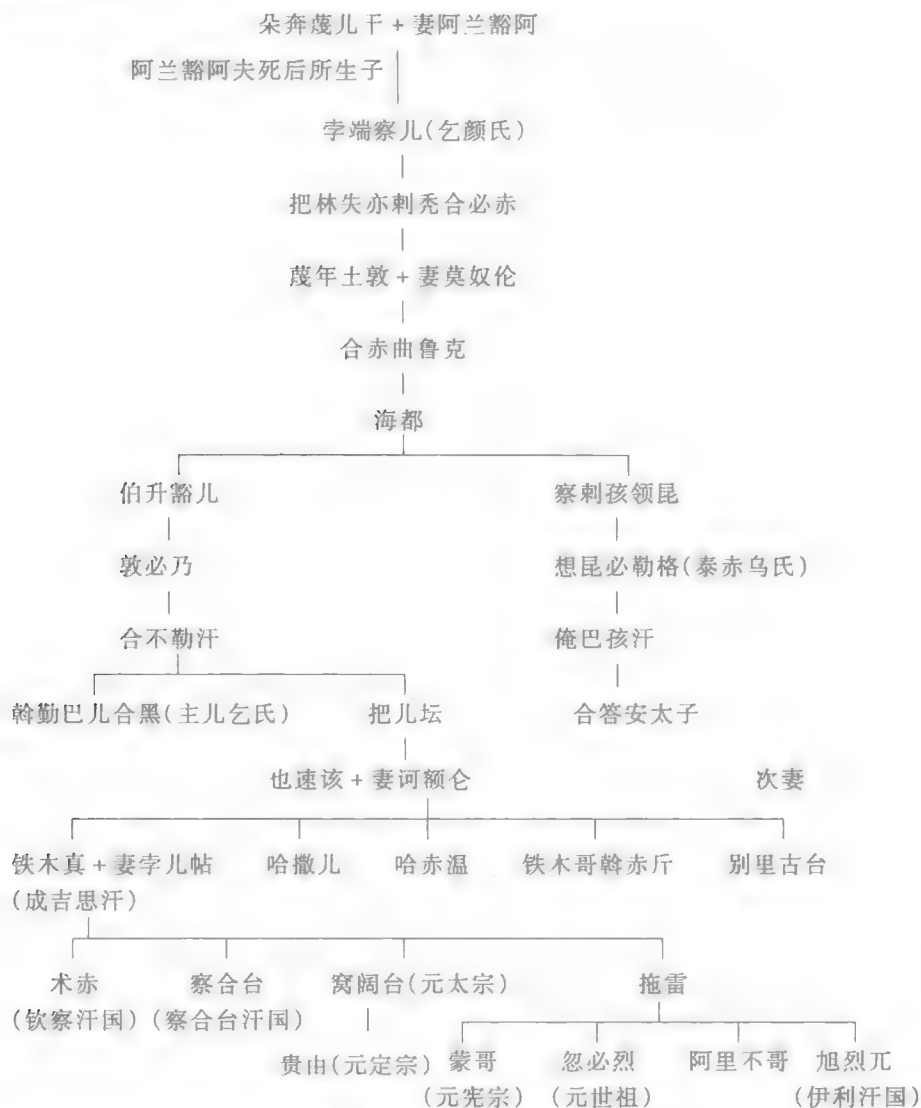 朵奔蔑儿干+妻阿兰豁阿
阿兰豁阿夫死后所生子
孛端察儿(乞颜氏)
把林失亦剌秃合必赤
蔑年土敦+妻莫奴伦
合赤曲鲁克
海都
伯升豁儿 察剌孩领昆
敦必乃 想昆必勒格(泰赤乌氏)
合不勒汗 俺巴孩汗
斡勤巴儿合黑(主儿乞氏) 把儿坛 合答安太子
也速该+妻诃额仑 次妻
铁木真+妻孛儿帖 哈撒儿 哈赤温 铁木哥斡赤斤 别里古台
(成吉思汗)
术赤 察合台 窝阔台(元太宗) 拖雷
(钦察汗国) (察合台汗国)
贵由(元定宗) 蒙哥 忽必烈 阿里不哥 旭烈兀
(元宪宗) (元世祖) (伊利汗国)